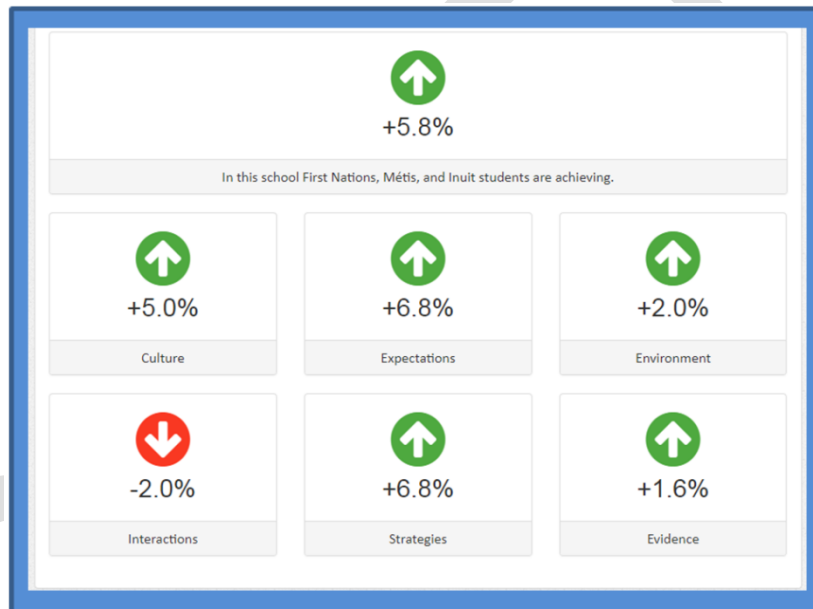 +5.8%
In this school First Nations, Métis, and Inuit students are achieving.
+5.0% +6.8% +2.0%
Culture Expectations Environment
-2.0% +6.8% +1.6%
Interactions Strategies Evidence